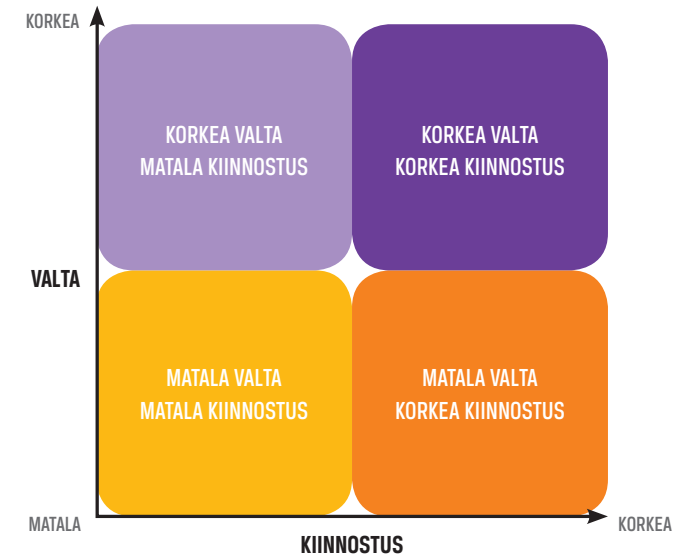 KORKEA
KORKEA VALTA
MATALA KIINNOSTUS
KORKEA VALTA
KORKEA KIINNOSTUS
VALTA
MATALA VALTA
MATALA KIINNOSTUS
MATALA VALTA
KORKEA KIINNOSTUS
MATALA
KORKEA
KIINNOSTUS